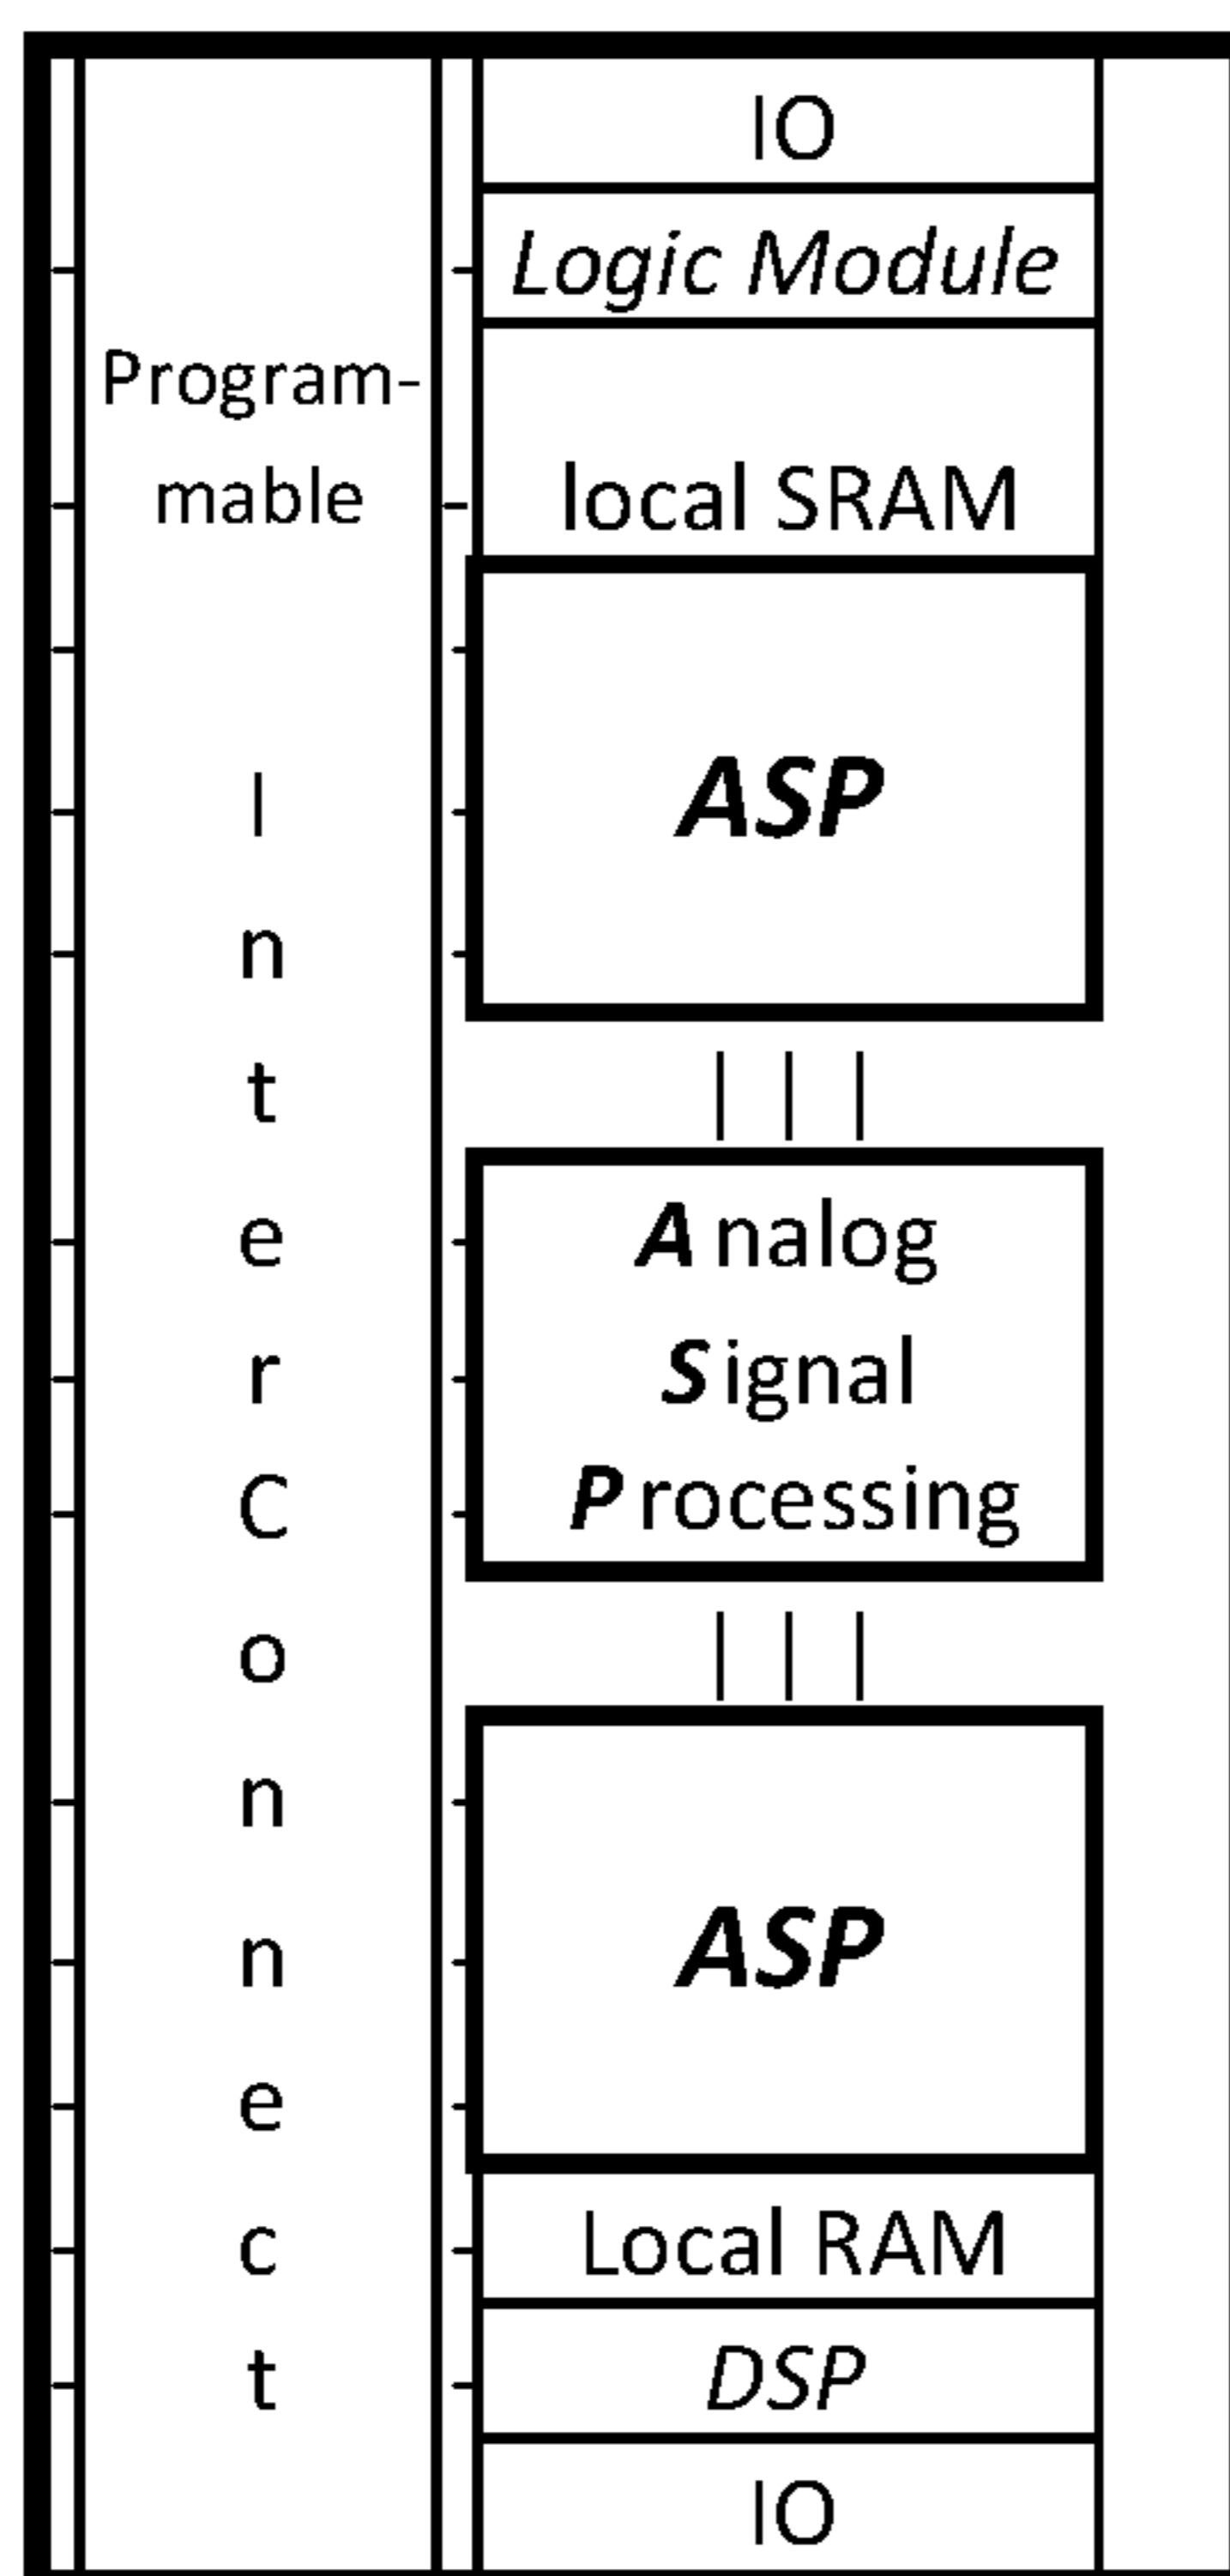 Program-
mable
I
n
t
e
r
C
o
n
n
e
c
t
IO
Logic Module
local SRAM
ASP
Analog
Signal
Processing
ASP
Local RAM
DSP
IO